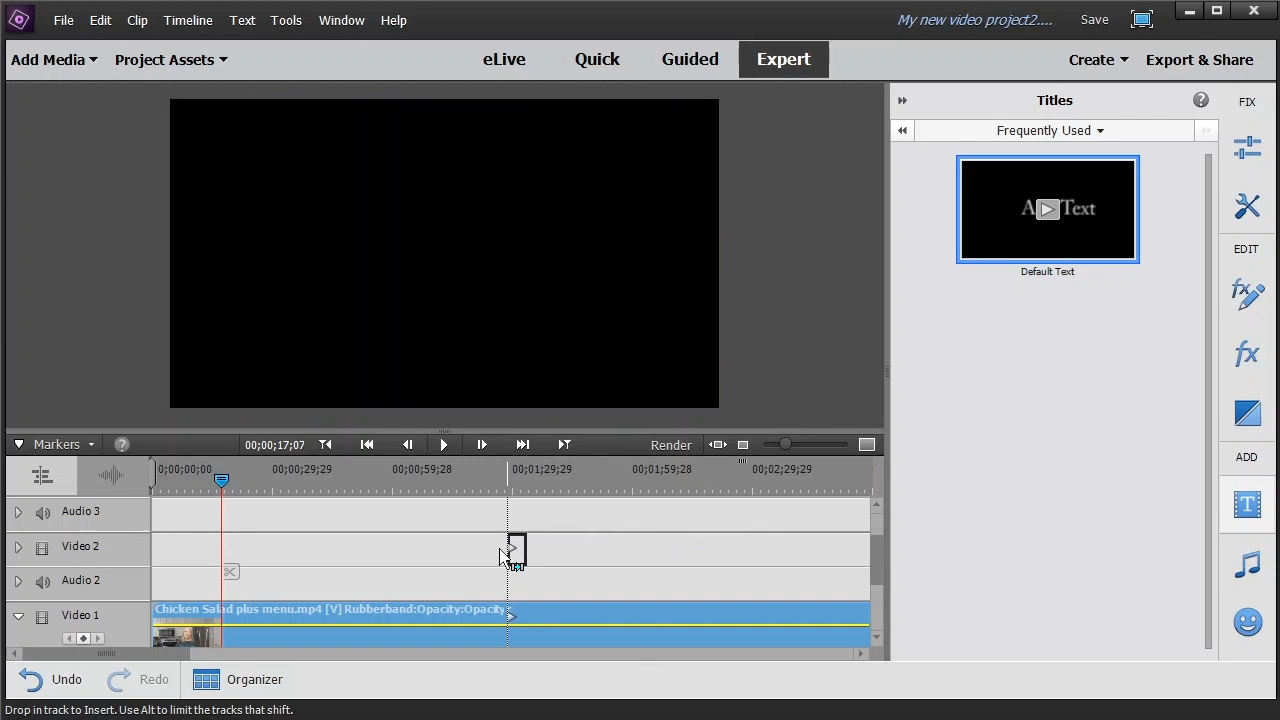 File Edit Clip Timeline Text Tools Window Help My new video project2.... Save
Add Media Project Assets eLive Quick Guided Expert Create Export & Share
Titles
FIX
Frequently Used
A Text
Default Text
EDIT
fx
fx
ADD
T
Markers 00;00;17;07 Render
0;00;00;00 00;00;29;29 00;00;59;28 00;01;29;29 00;01;59;28 00;02;29;29
Audio 3
Video 2
Audio 2
Video 1
Chicken Salad plus menu.mp4 [V] Rubberband:Opacity:Opacity
Undo Redo Organizer
Drop in track to Insert. Use Alt to limit the tracks that shift.